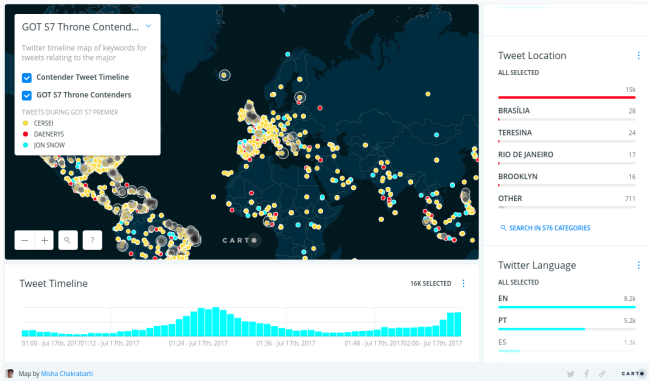 GOT S7 Throne Contend...
Twitter timeline map of keywords for
tweets relating to the major
Contender Tweet Timeline
GOT S7 Throne Contenders
TWEETS DURING GOT S7 PREMIER
CERSEI
DAENERYS
JON SNOW
CARTO
Tweet Location
ALL SELECTED
15k
BRASÍLIA 28
TERESINA 24
RIO DE JANEIRO 17
BROOKLYN 16
OTHER 711
SEARCH IN 576 CATEGORIES
Tweet Timeline 16K SELECTED
01:00 - Jul 17th, 201701:12 - Jul 17th, 2017 01:24 - Jul 17th, 2017 01:36 - Jul 17th, 2017 01:48 - Jul 17th, 201702:00 - Jul 17th, 2017
Twitter Language
ALL SELECTED
EN 8.2k
PT 5.2k
ES 1.3k
Map by Misha Chakrabarti
CARTO